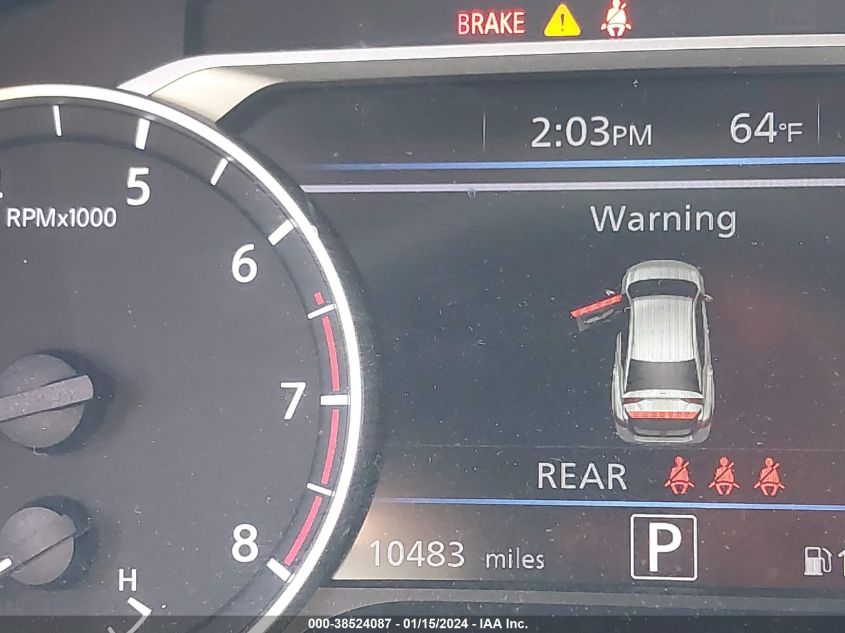 BRAKE
2:03PM 64°F
5
RPMx1000
Warning
6
7
REAR
8
10483 miles P
H
000-38524087 - 01/15/2024 - IAA Inc.